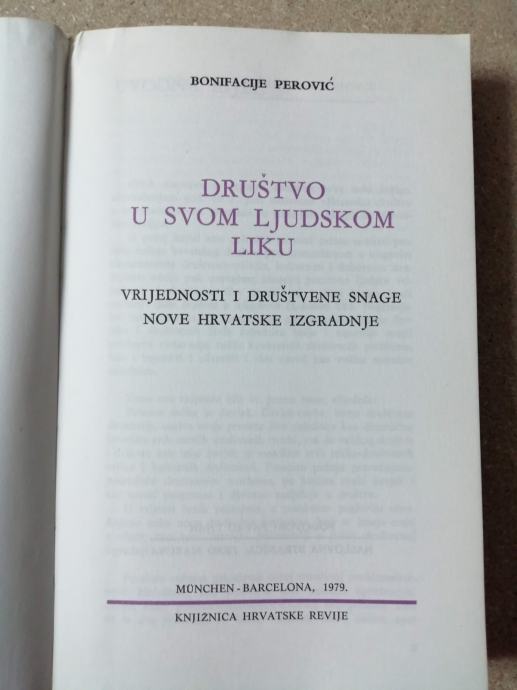 BONIFACIJE PEROVIĆ
DRUŠTVO
U SVOM LJUDSKOM
LIKU
VRIJEDNOSTI I DRUŠTVENE SNAGE
NOVE HRVATSKE IZGRADNJE
MÜNCHEN - BARCELONA, 1979.
KNJIŽNICA HRVATSKE REVIJE